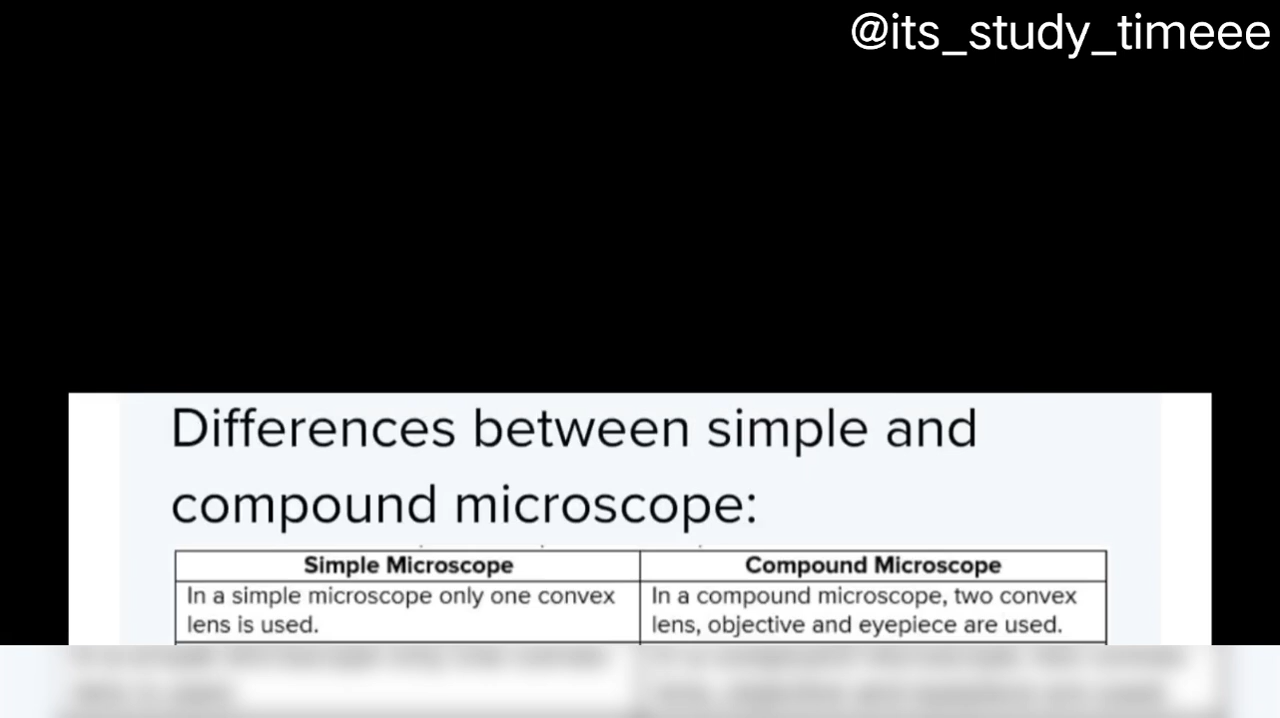 @its_study_timeee
Differences between simple and
compound microscope:
Simple Microscope
Compound Microscope
In a simple microscope only one convex
lens is used.
In a compound microscope, two convex
lens, objective and eyepiece are used.